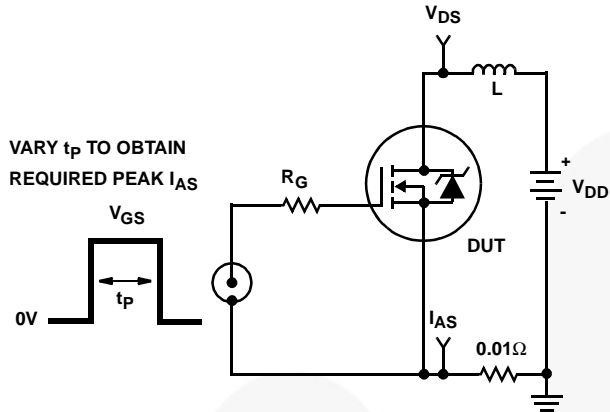 V_DS
L
VARY t_P TO OBTAIN
REQUIRED PEAK I_AS
V_GS
0V
t_P
R_G
DUT
+
V_DD
-
I_AS
0.01Ω